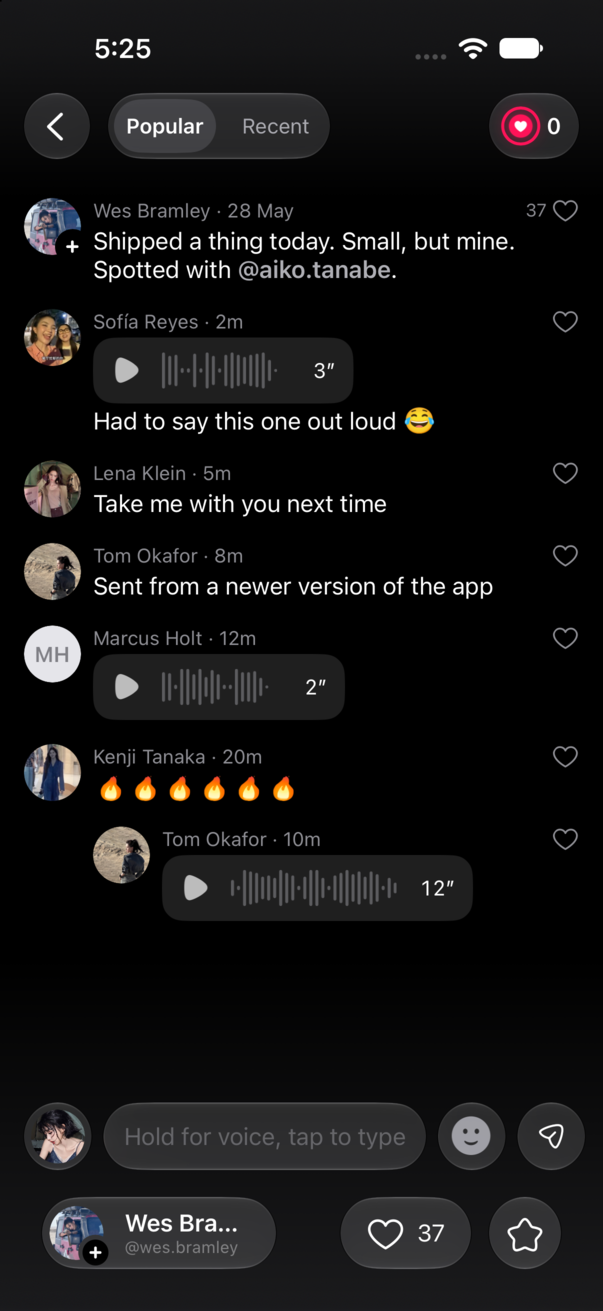 5:25
Popular
Recent
0
Wes Bramley · 28 May
37
Shipped a thing today. Small, but mine.
Spotted with @aiko.tanabe.
Sofía Reyes · 2m
3″
Had to say this one out loud 😂
Lena Klein · 5m
Take me with you next time
Tom Okafor · 8m
Sent from a newer version of the app
MH
Marcus Holt · 12m
2″
Kenji Tanaka · 20m
🔥🔥🔥🔥🔥🔥
Tom Okafor · 10m
12″
Hold for voice, tap to type
Wes Bra...
@wes.bramley
37